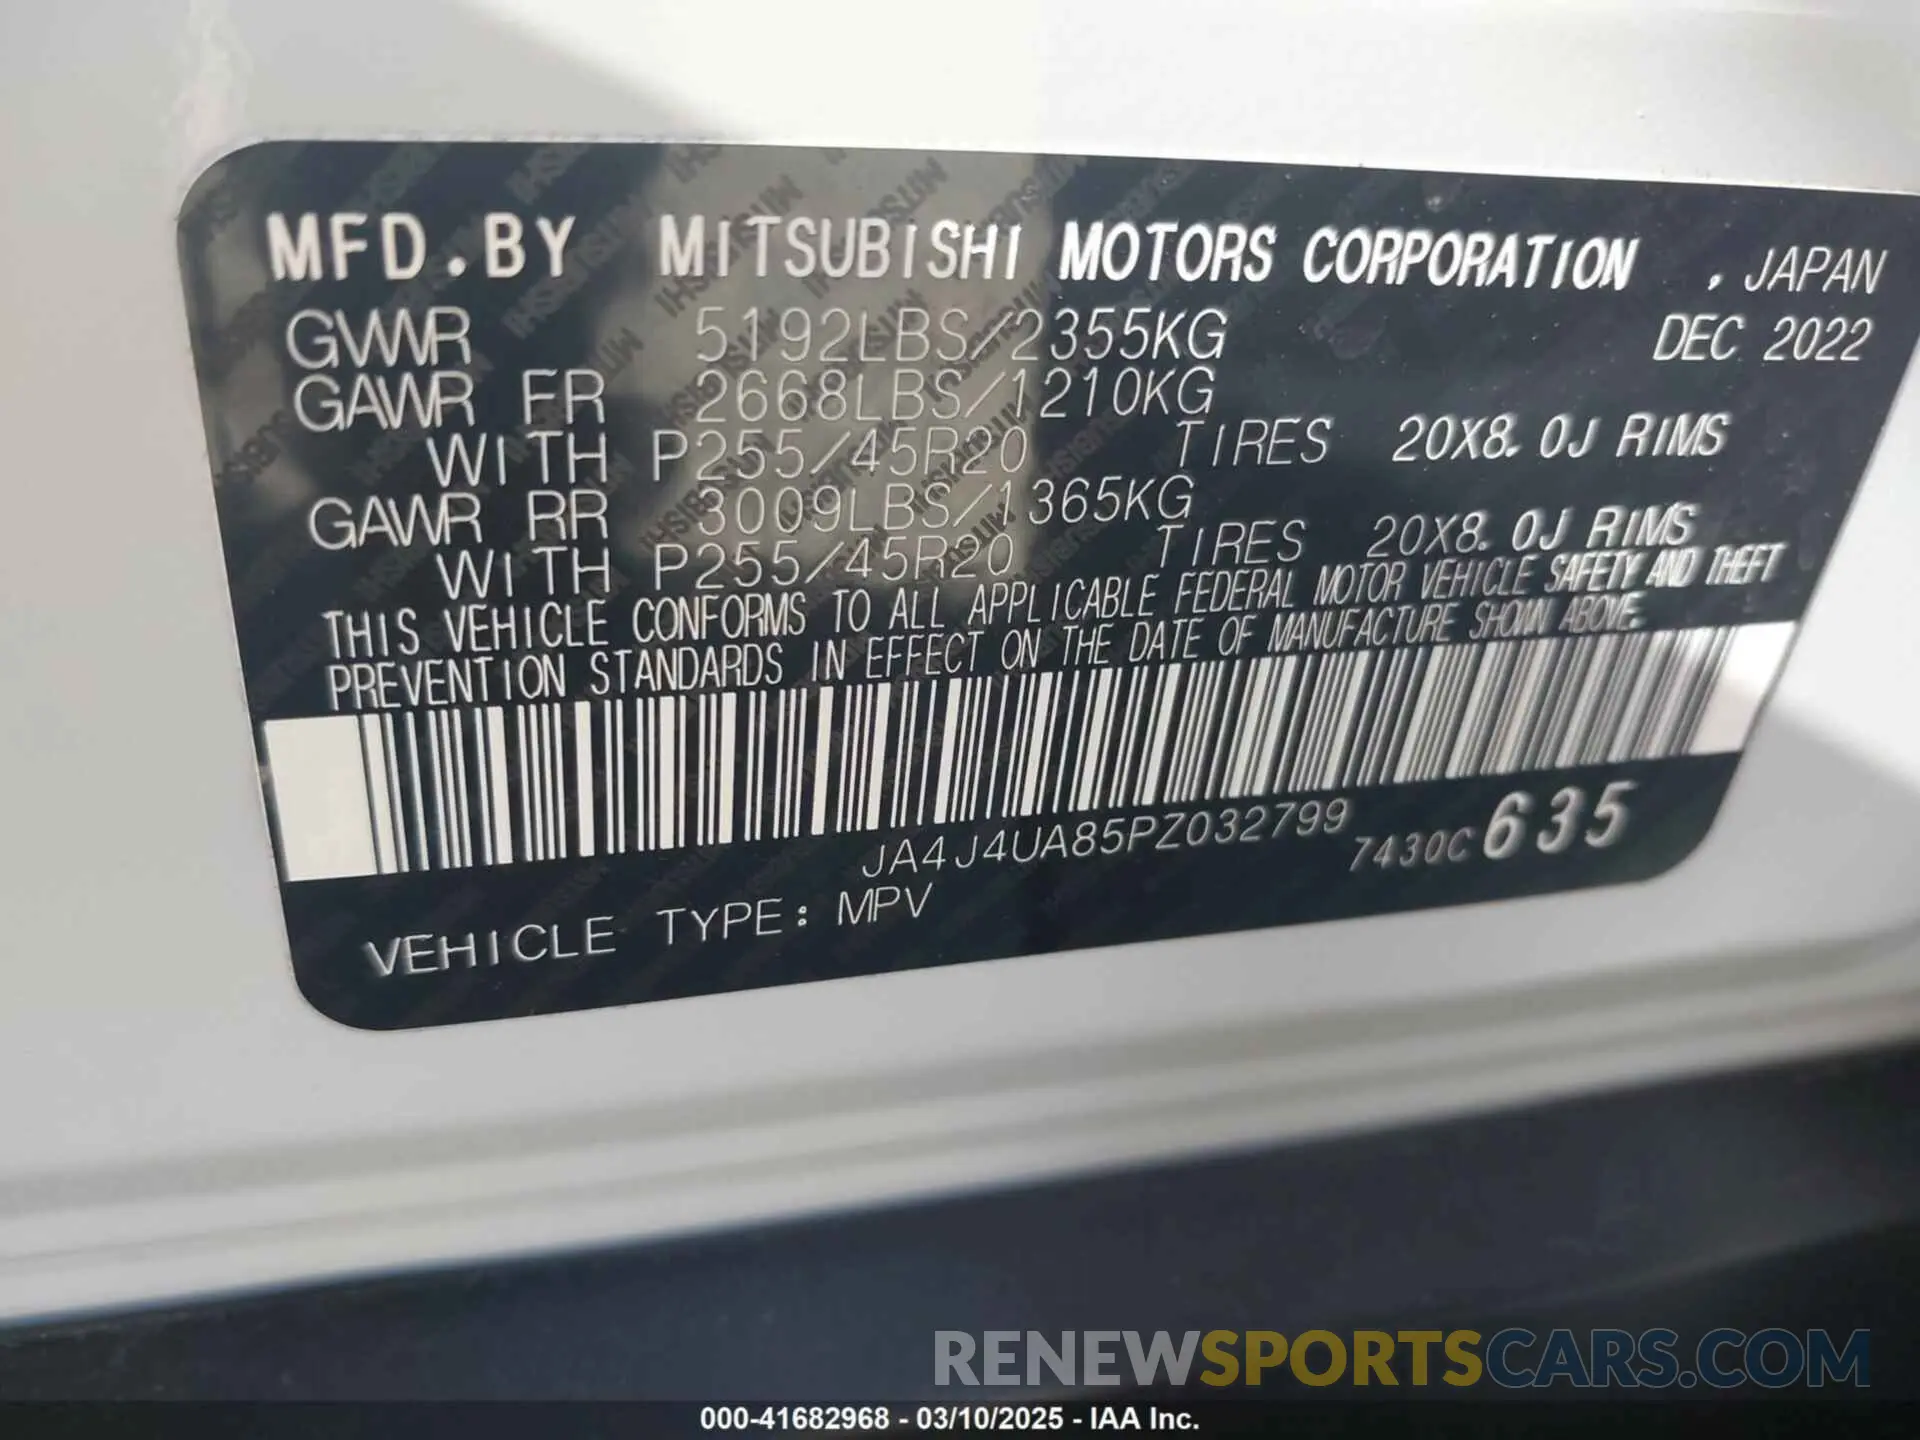 MFD.BY MITSUBISHI MOTORS CORPORATION , JAPAN
GVWR 5192LBS/2355KG DEC 2022
GAWR FR 2668LBS/1210KG
WITH P255/45R20 TIRES 20X8.0J RIMS
GAWR RR 3009LBS/1365KG
WITH P255/45R20 TIRES 20X8.0J RIMS
THIS VEHICLE CONFORMS TO ALL APPLICABLE FEDERAL MOTOR VEHICLE SAFETY AND THEFT
PREVENTION STANDARDS IN EFFECT ON THE DATE OF MANUFACTURE SHOWN ABOVE.
JA4J4UA85PZ032799 7430C 635
VEHICLE TYPE: MPV
RENEWSPORTSCARS.COM
000-41682968 - 03/10/2025 - IAA Inc.